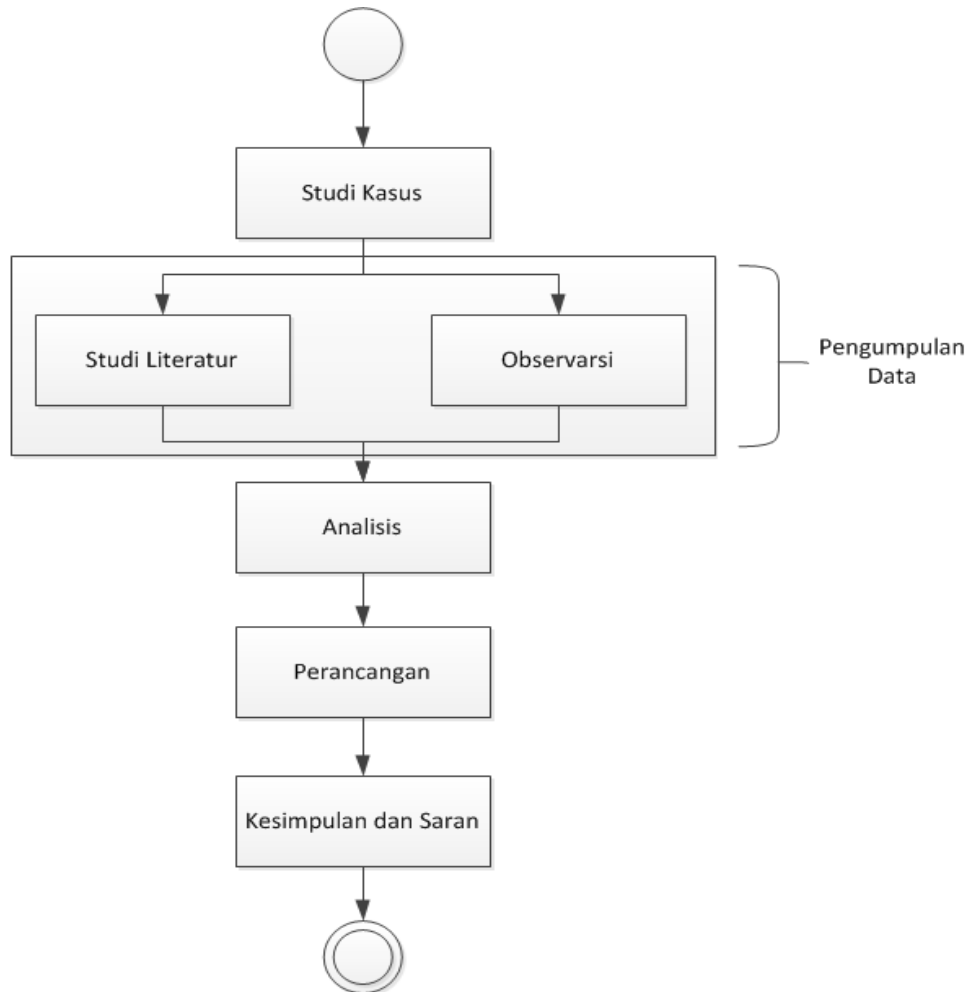 Studi Kasus
Studi Literatur
Observarsi
Pengumpulan
Data
Analisis
Perancangan
Kesimpulan dan Saran